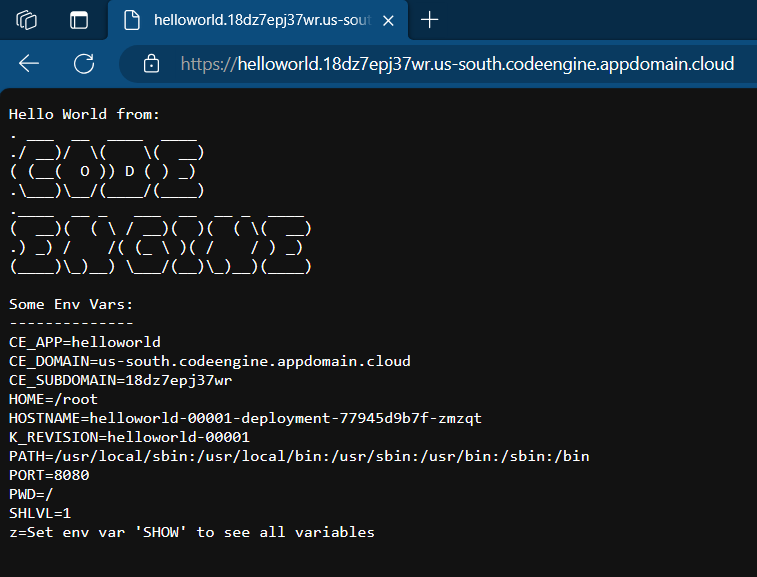 helloworld.18dz7epj37wr.us-sout
https://helloworld.18dz7epj37wr.us-south.codeengine.appdomain.cloud
Hello World from:
. ___  __  ____  ____
./ __)/  \(    \(  __)
( (__(  O )) D ( ) _)
.\___)\__/(____/(____)
.____  __ _   ___  __  __ _  ____
(  __)(  ( \ / __)(  )(  ( \(  __)
.) _) /    /( (_ \ )( /    / ) _)
(____)\_)__) \___/(__)\_)__)(____)
Some Env Vars:
--------------
CE_APP=helloworld
CE_DOMAIN=us-south.codeengine.appdomain.cloud
CE_SUBDOMAIN=18dz7epj37wr
HOME=/root
HOSTNAME=helloworld-00001-deployment-77945d9b7f-zmzqt
K_REVISION=helloworld-00001
PATH=/usr/local/sbin:/usr/local/bin:/usr/sbin:/usr/bin:/sbin:/bin
PORT=8080
PWD=/
SHLVL=1
z=Set env var 'SHOW' to see all variables